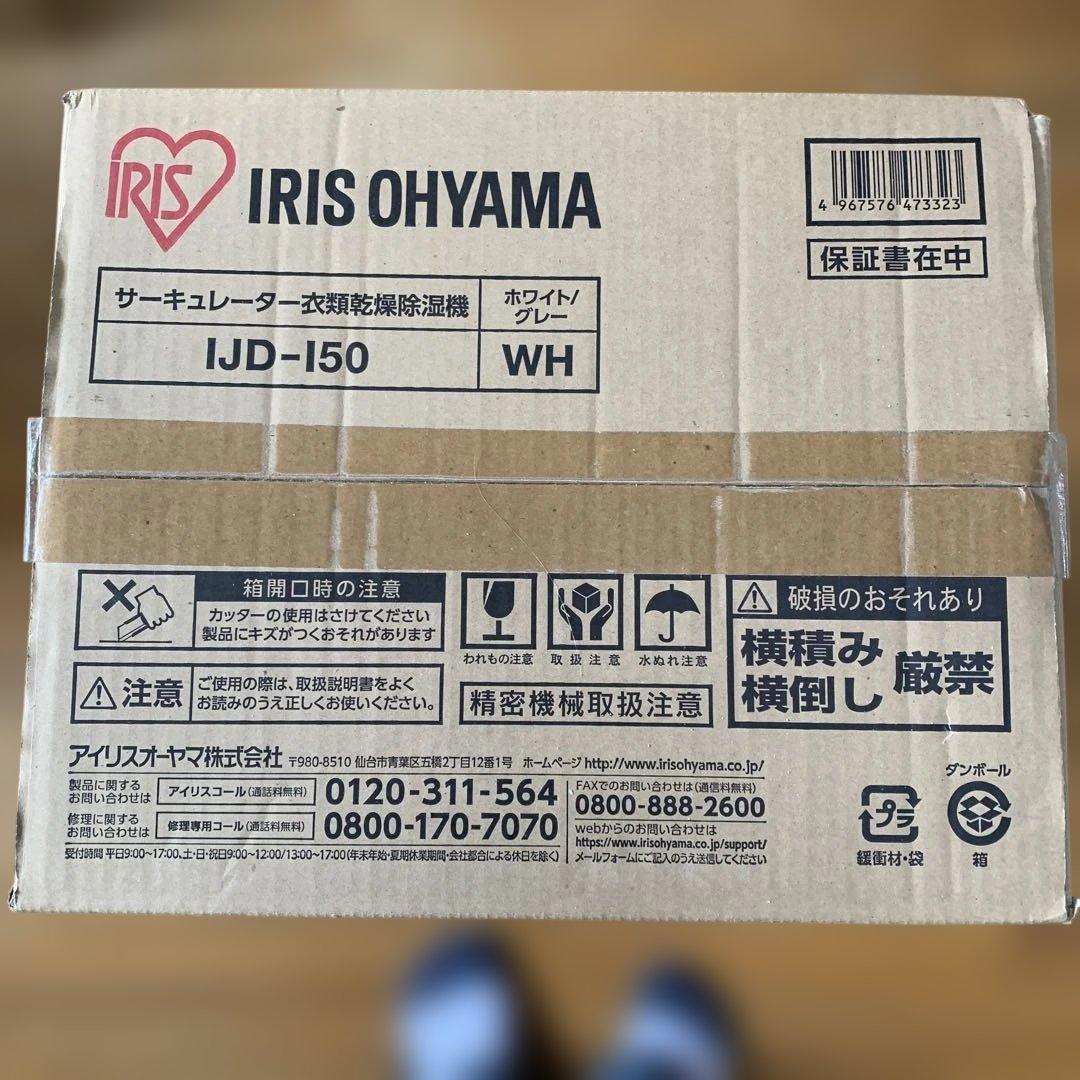 IRIS
IRIS OHYAMA
4 967576 473323
保証書在中
サーキュレーター衣類乾燥除湿機
ホワイト/
グレー
IJD-I50
WH
箱開口時の注意
カッターの使用はさけてください
製品にキズがつくおそれがあります
注意
ご使用の際は、取扱説明書をよく
お読みのうえ正しくお使いください。
われもの注意
取扱注意
水ぬれ注意
精密機械取扱注意
破損のおそれあり
横積み
横倒し
厳禁
アイリスオーヤマ株式会社 〒980-8510 仙台市青葉区五橋2丁目12番1号 ホームページ http://www.irisohyama.co.jp/
製品に関する
お問い合わせは
アイリスコール(通話料無料)
0120-311-564
修理に関する
お問い合わせは
修理専用コール(通話料無料)
0800-170-7070
受付時間 平日9:00~17:00、土・日・祝日9:00~12:00/13:00~17:00(年末年始・夏期休業期間・会社都合による休日を除く)
FAXでのお問い合わせは(通信料無料)
0800-888-2600
webからのお問い合わせは
https://www.irisohyama.co.jp/support/
メールフォームにご記入のうえ送信してください
プラ
緩衝材・袋
ダンボール
箱